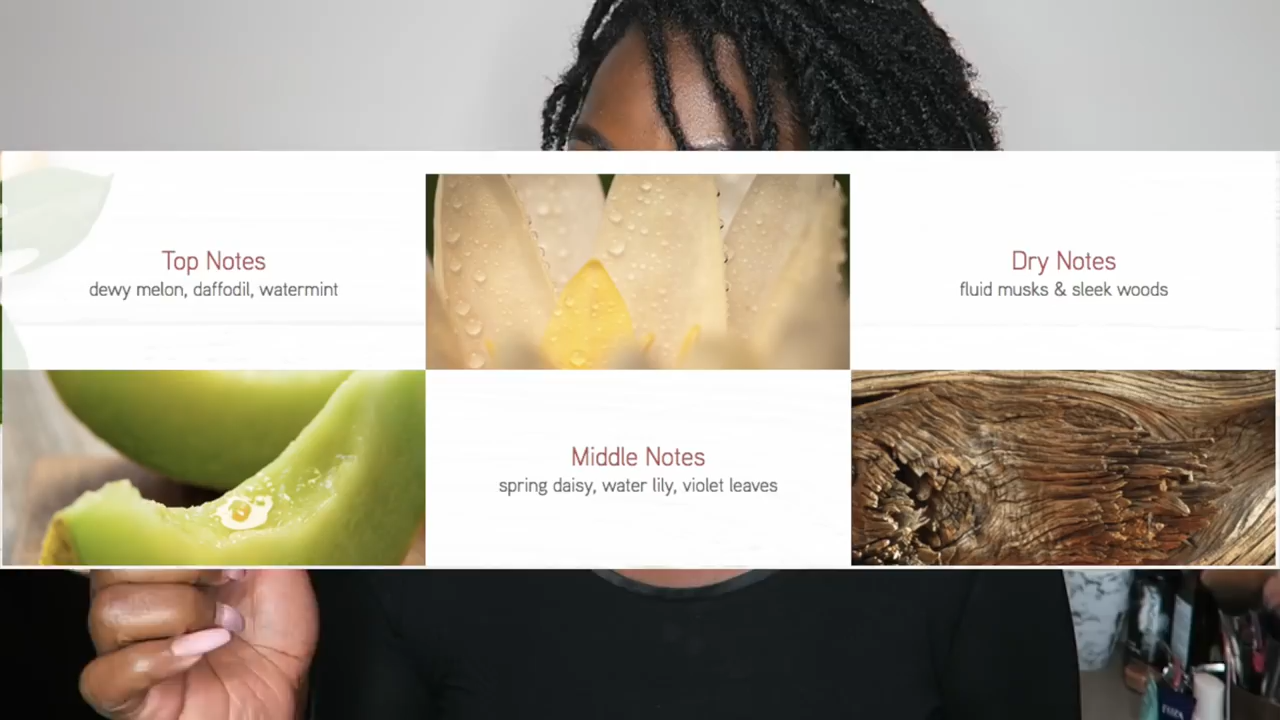 Top Notes
dewy melon, daffodil, watermint
Dry Notes
fluid musks & sleek woods
Middle Notes
spring daisy, water lily, violet leaves